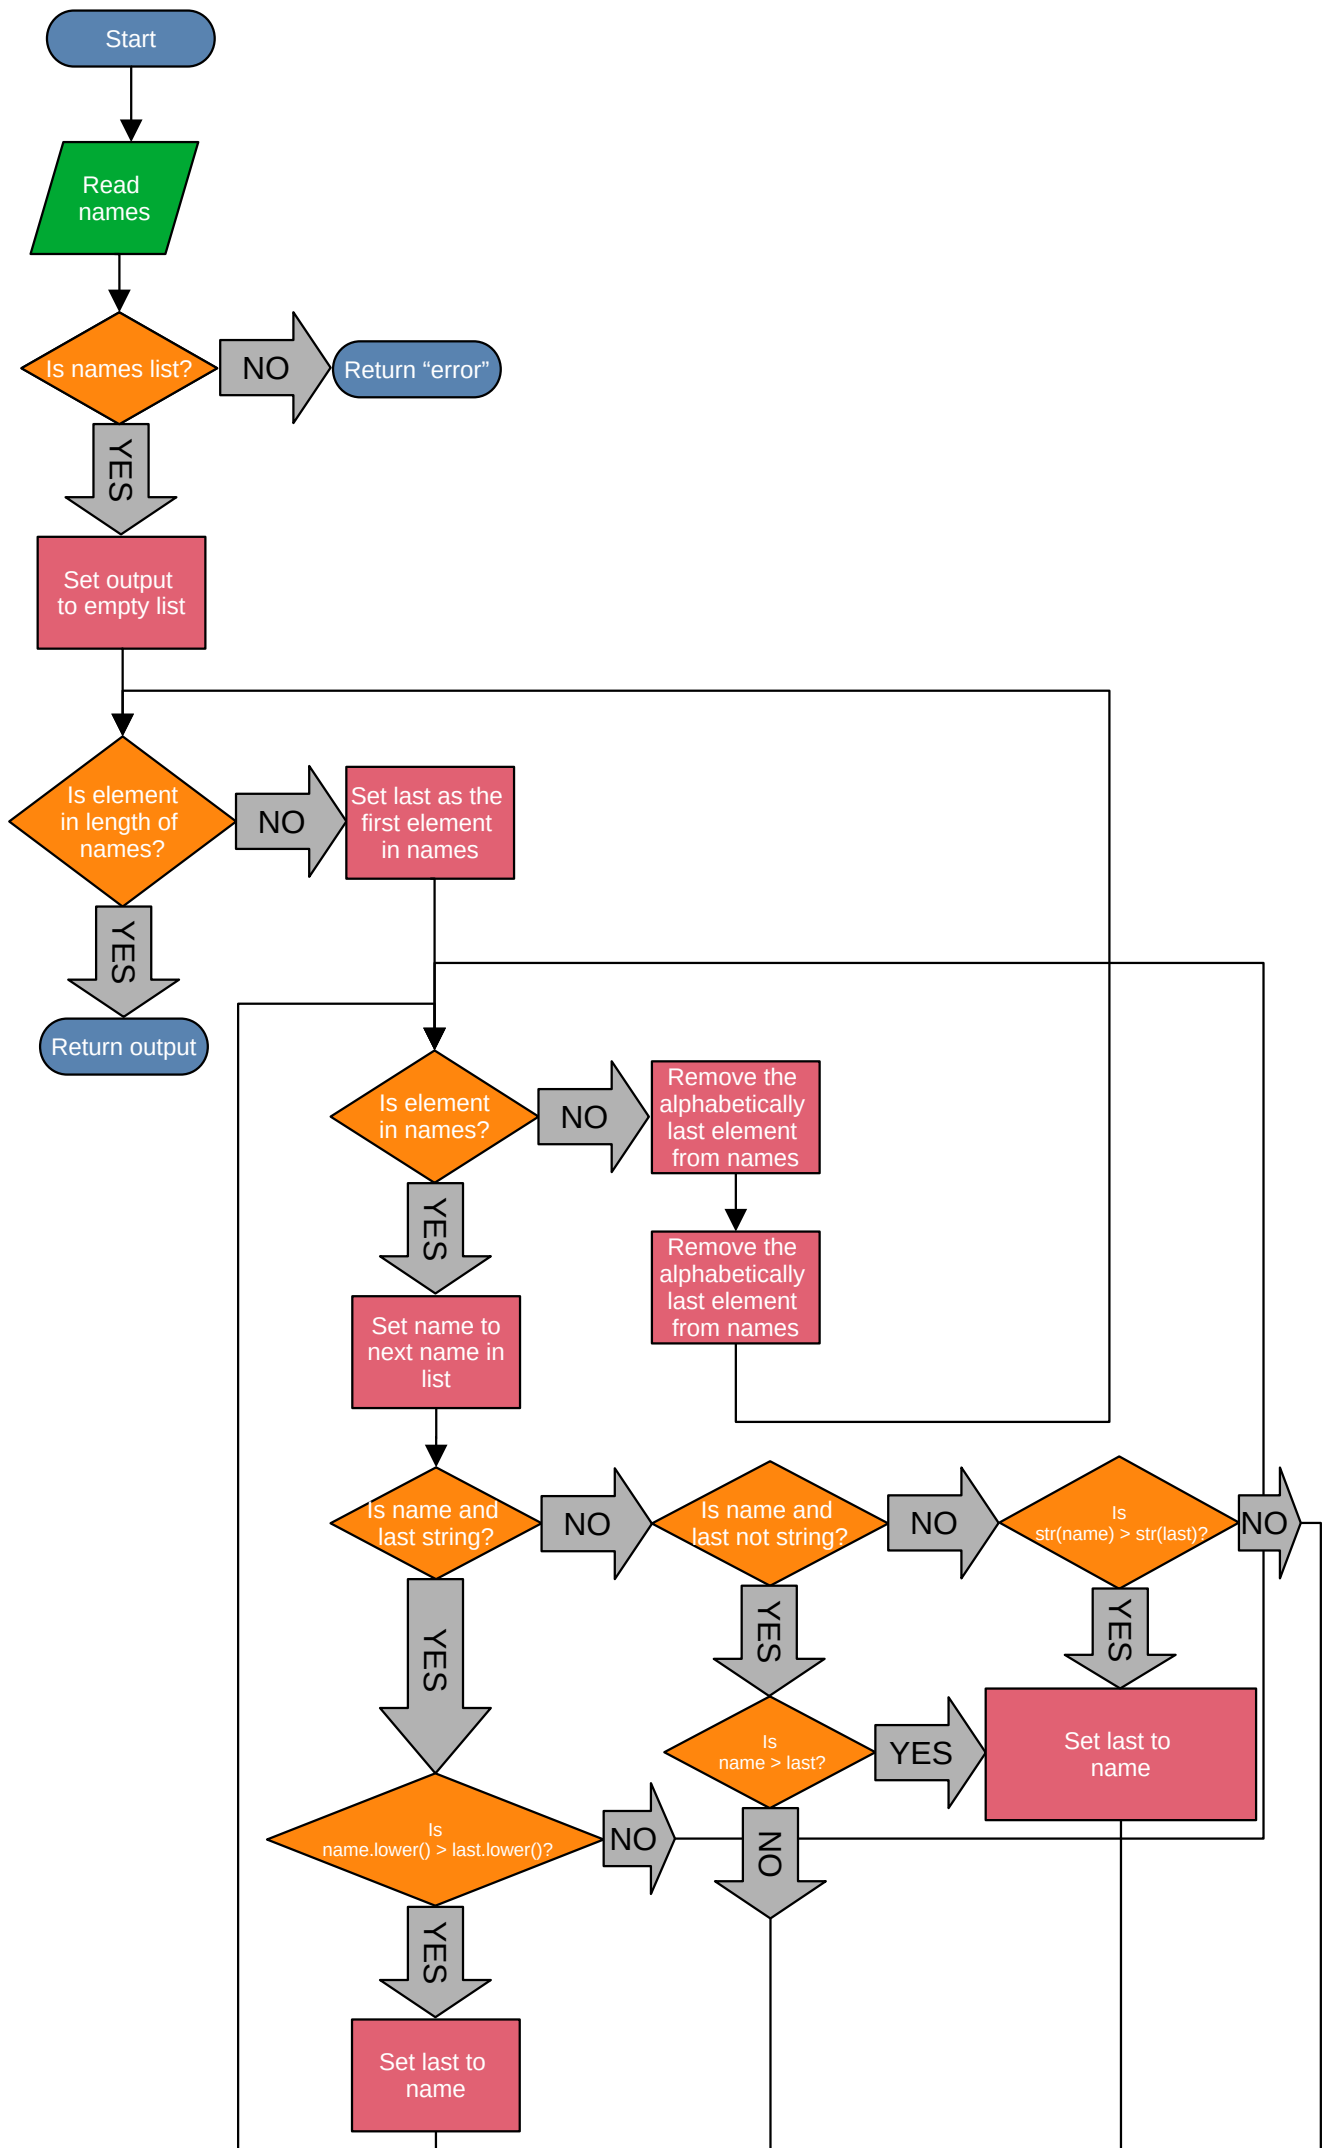 Start
Read
names
Is names list?
NO
Return “error”
YES
Set output
to empty list
Is element
in length of
names?
NO
Set last as the
first element
in names
YES
Return output
Is element
in names?
NO
Remove the
alphabetically
last element
from names
YES
Remove the
alphabetically
last element
from names
Set name to
next name in
list
Is name and
last string?
NO
Is name and
last not string?
NO
Is
str(name) > str(last)?
NO
YES
YES
YES
Is
name > last?
YES
Set last to
name
Is
name.lower() > last.lower()?
NO
NO
YES
Set last to
name